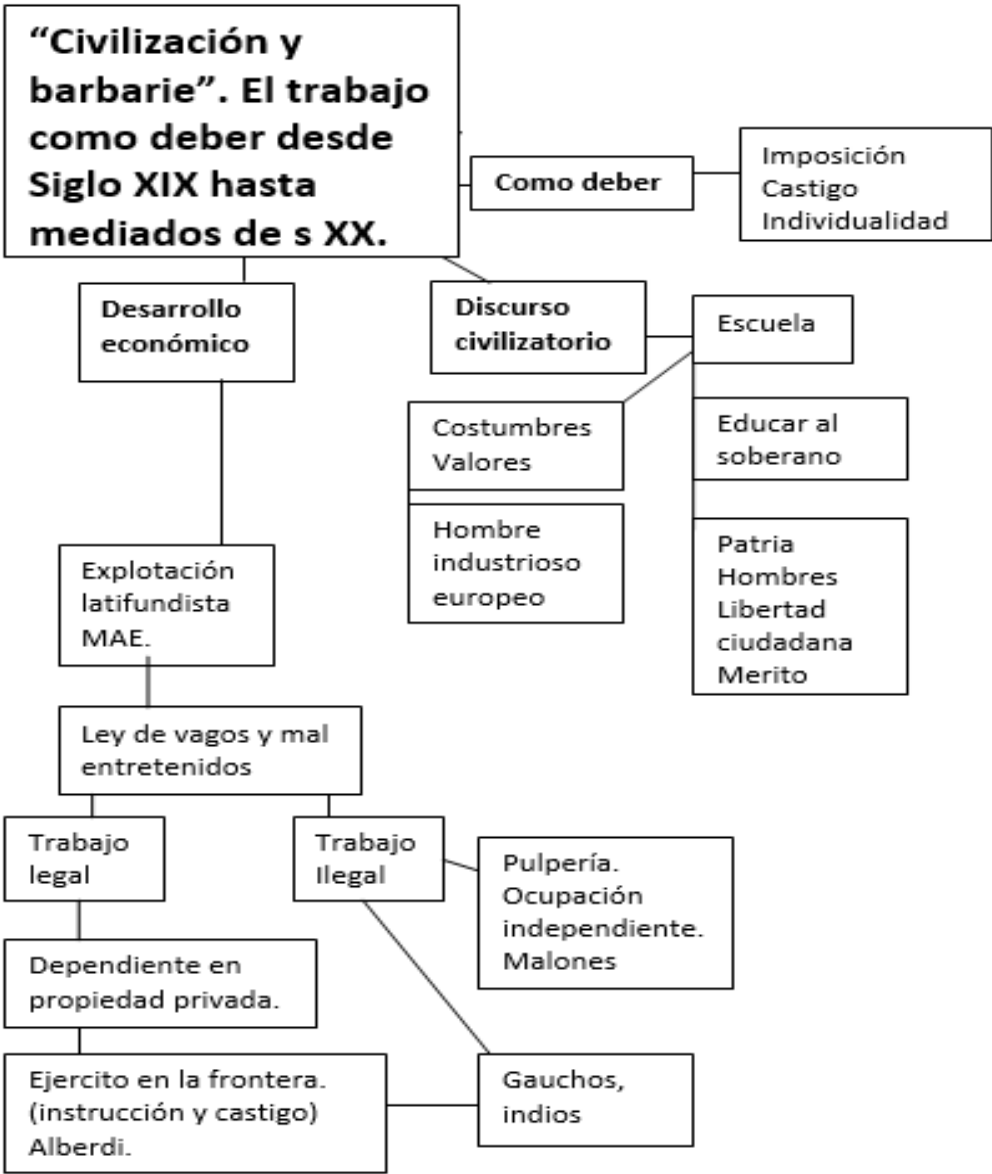 “Civilización y
barbarie”. El trabajo
como deber desde
Siglo XIX hasta
mediados de s XX.
Como deber
Imposición
Castigo
Individualidad
Desarrollo
económico
Discurso
civilizatorio
Escuela
Costumbres
Valores
Educar al
soberano
Hombre
industrioso
europeo
Patria
Hombres
Libertad
ciudadana
Merito
Explotación
latifundista
MAE.
Ley de vagos y mal
entretenidos
Trabajo
legal
Trabajo
Ilegal
Pulpería.
Ocupación
independiente.
Malones
Dependiente en
propiedad privada.
Ejercito en la frontera.
(instrucción y castigo)
Alberdi.
Gauchos,
indios